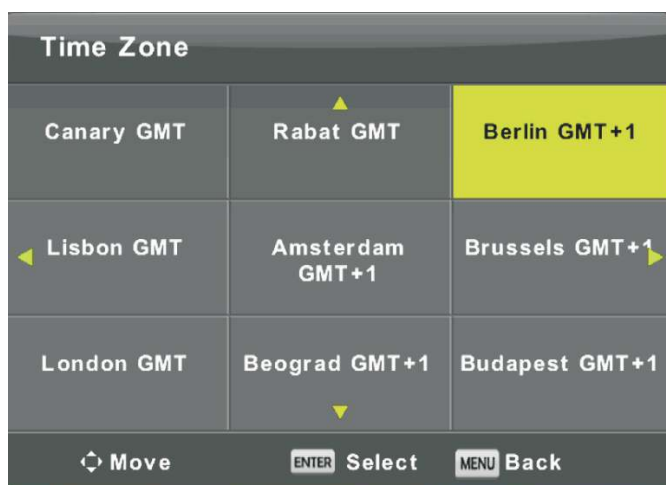 Time Zone
Canary GMT
Rabat GMT
Berlin GMT+1
Lisbon GMT
Amsterdam
GMT+1
Brussels GMT+1
London GMT
Beograd GMT+1
Budapest GMT+1
Move
ENTER Select
MENU Back